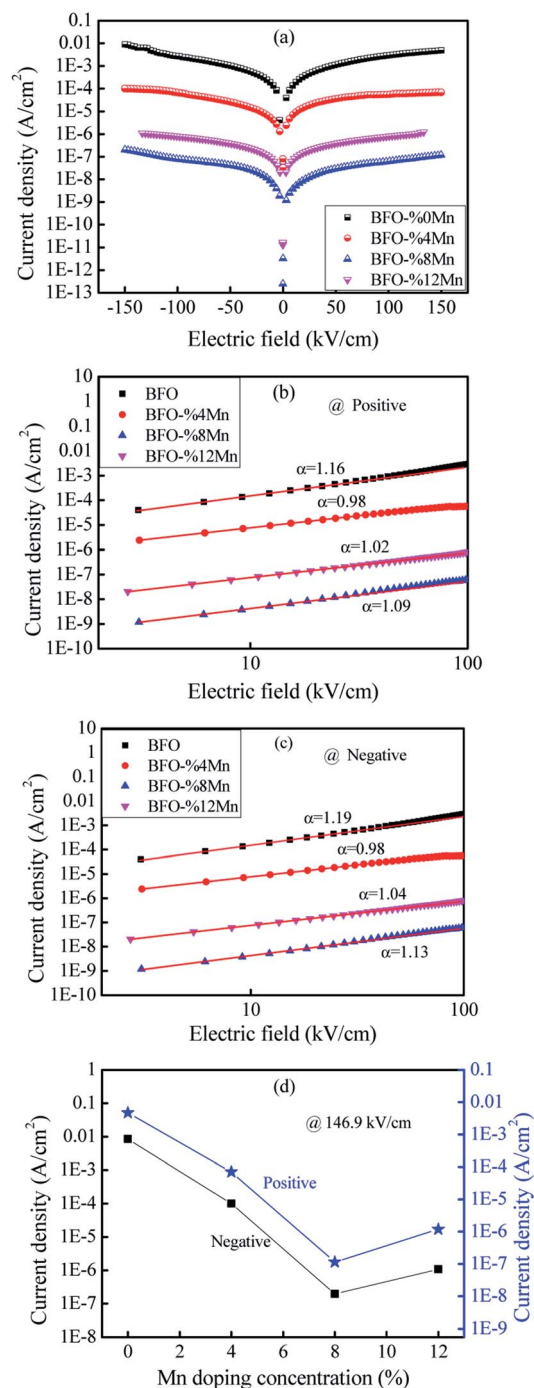 (a)
Current density (A/cm²)
0.1
0.01
1E-3
1E-4
1E-5
1E-6
1E-7
1E-8
1E-9
1E-10
1E-11
1E-12
1E-13
BFO-%0Mn
BFO-%4Mn
BFO-%8Mn
BFO-%12Mn
-150 -100 -50 0 50 100 150
Electric field (kV/cm)
(b)
@ Positive
Current density (A/cm²)
10
1
0.1
0.01
1E-3
1E-4
1E-5
1E-6
1E-7
1E-8
1E-9
1E-10
BFO
BFO-%4Mn
BFO-%8Mn
BFO-%12Mn
α=1.16
α=0.98
α=1.02
α=1.09
10 100
Electric field (kV/cm)
(c)
@ Negative
Current density (A/cm²)
10
1
0.1
0.01
1E-3
1E-4
1E-5
1E-6
1E-7
1E-8
1E-9
1E-10
BFO
BFO-%4Mn
BFO-%8Mn
BFO-%12Mn
α=1.19
α=0.98
α=1.04
α=1.13
10 100
Electric field (kV/cm)
(d)
@ 146.9 kV/cm
Current density (A/cm²)
1
0.1
0.01
1E-3
1E-4
1E-5
1E-6
1E-7
1E-8
Positive
Negative
0.1
0.01
1E-3
1E-4
1E-5
1E-6
1E-7
1E-8
1E-9
Current density (A/cm²)
0 2 4 6 8 10 12
Mn doping concentration (%)